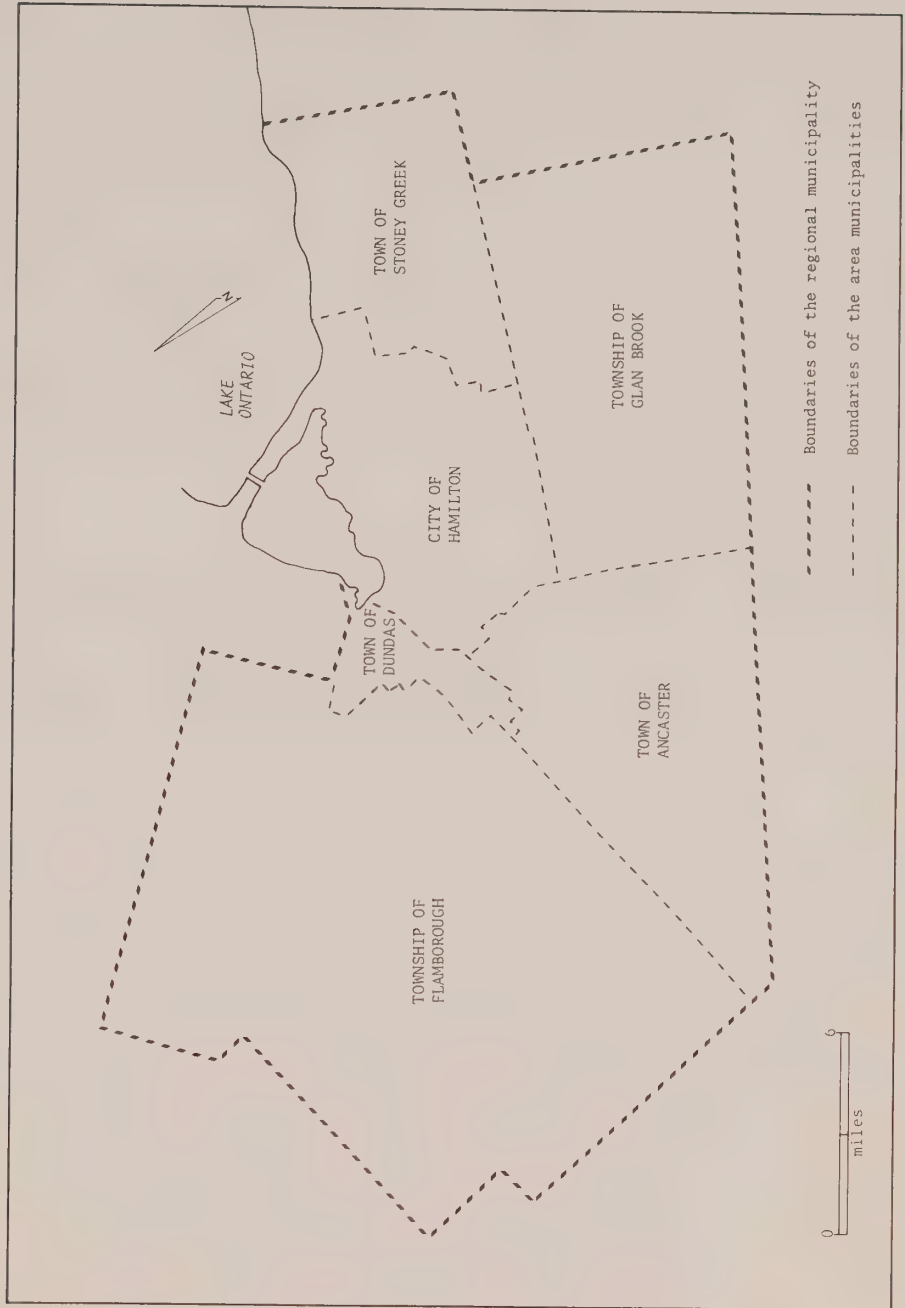 LAKE
ONTARIO
N
TOWN OF
STONEY GREEK
CITY OF
HAMILTON
TOWN OF
DUNDAS
TOWNSHIP OF
GLAN BROOK
TOWNSHIP OF
FLAMBOROUGH
TOWN OF
ANCASTER
Boundaries of the regional municipality
Boundaries of the area municipalities
0 6
miles